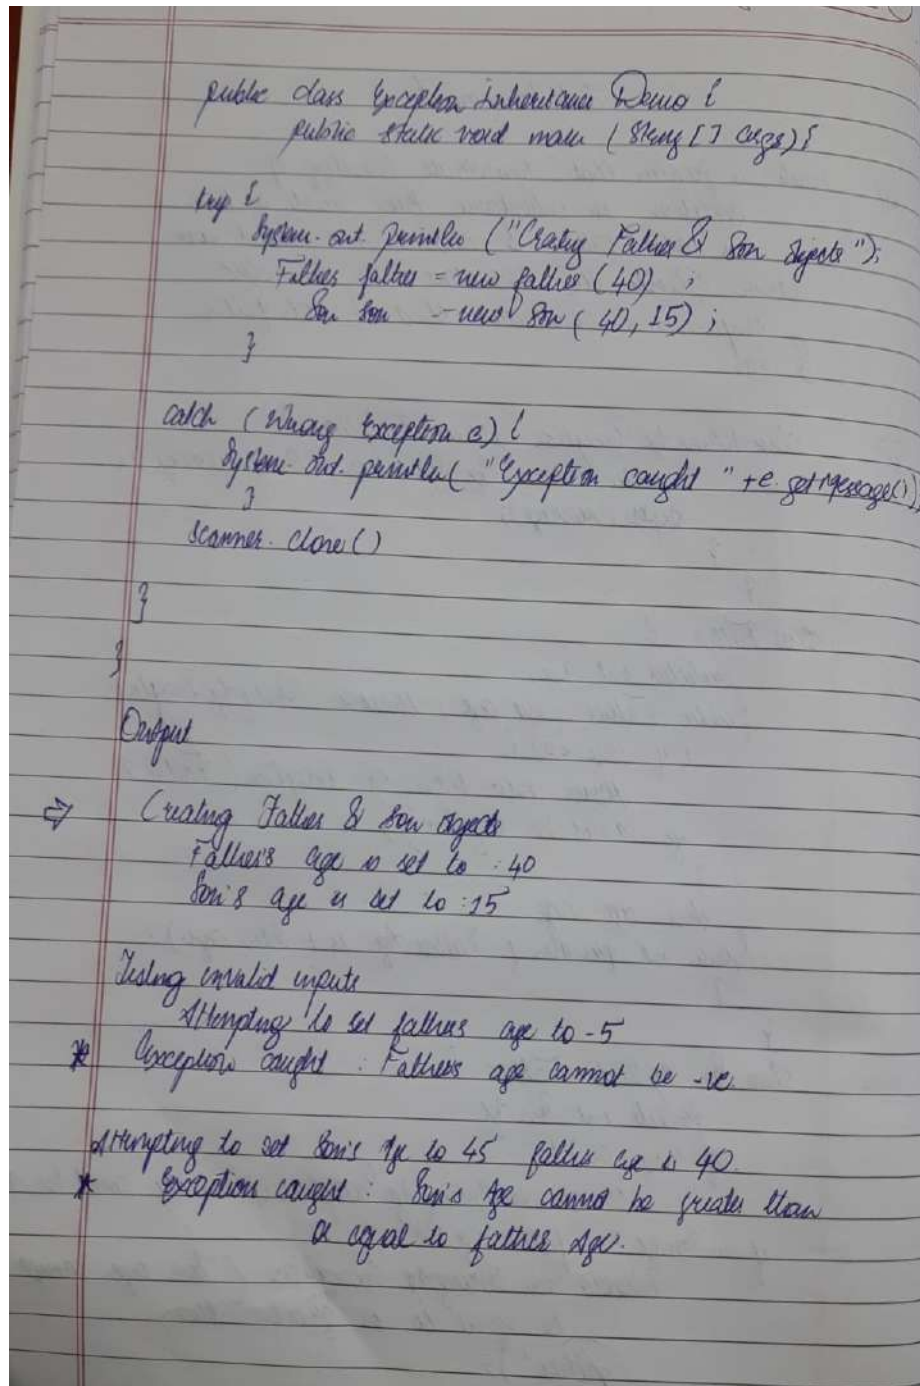 public class Exception Inheritance Demo {
public static void main (String [] args) {
try {
System.out.println ("Creating Father & Son Objects");
Father father = new father (40) ;
Son son = new Son (40, 15) ;
}
catch (Wrong Exception e) {
System.out.println( "Exception caught " +e.getMessage()
}
Scanner.close()
}
}
Output
⇒ Creating Father & Son objects
Father's age is set to : 40
Son's age is set to : 15
Testing invalid inputs
Attempting to set fathers age to -5
* Exception caught : Father's age cannot be -ve.
Attempting to set Son's Age to 45 father age is 40.
* Exception caught : Son's Age cannot be greater than
or equal to father Age.